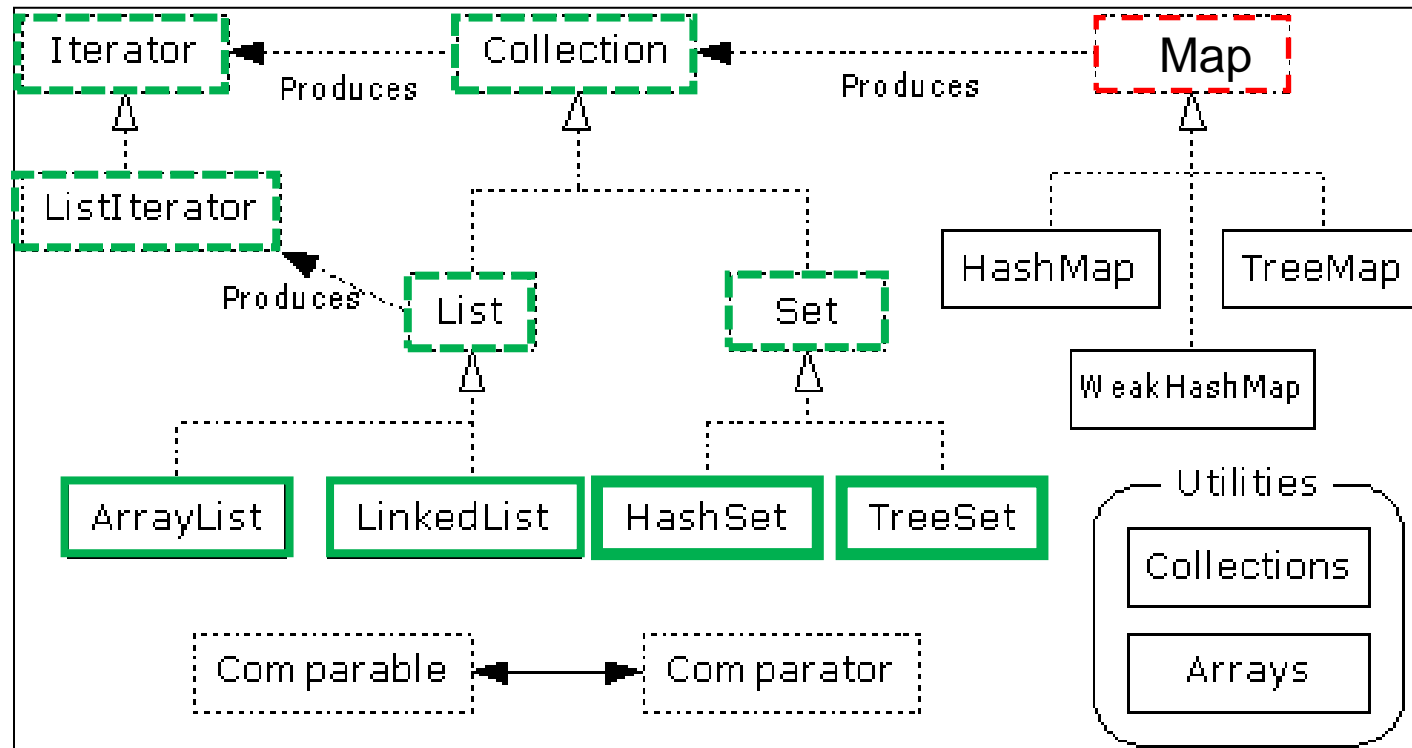 Iterator
Collection
Map
Produces
Produces
ListIterator
Produces
List
Set
HashMap
TreeMap
WeakHashMap
ArrayList
LinkedList
HashSet
TreeSet
Utilities
Collections
Arrays
Comparable
Comparator